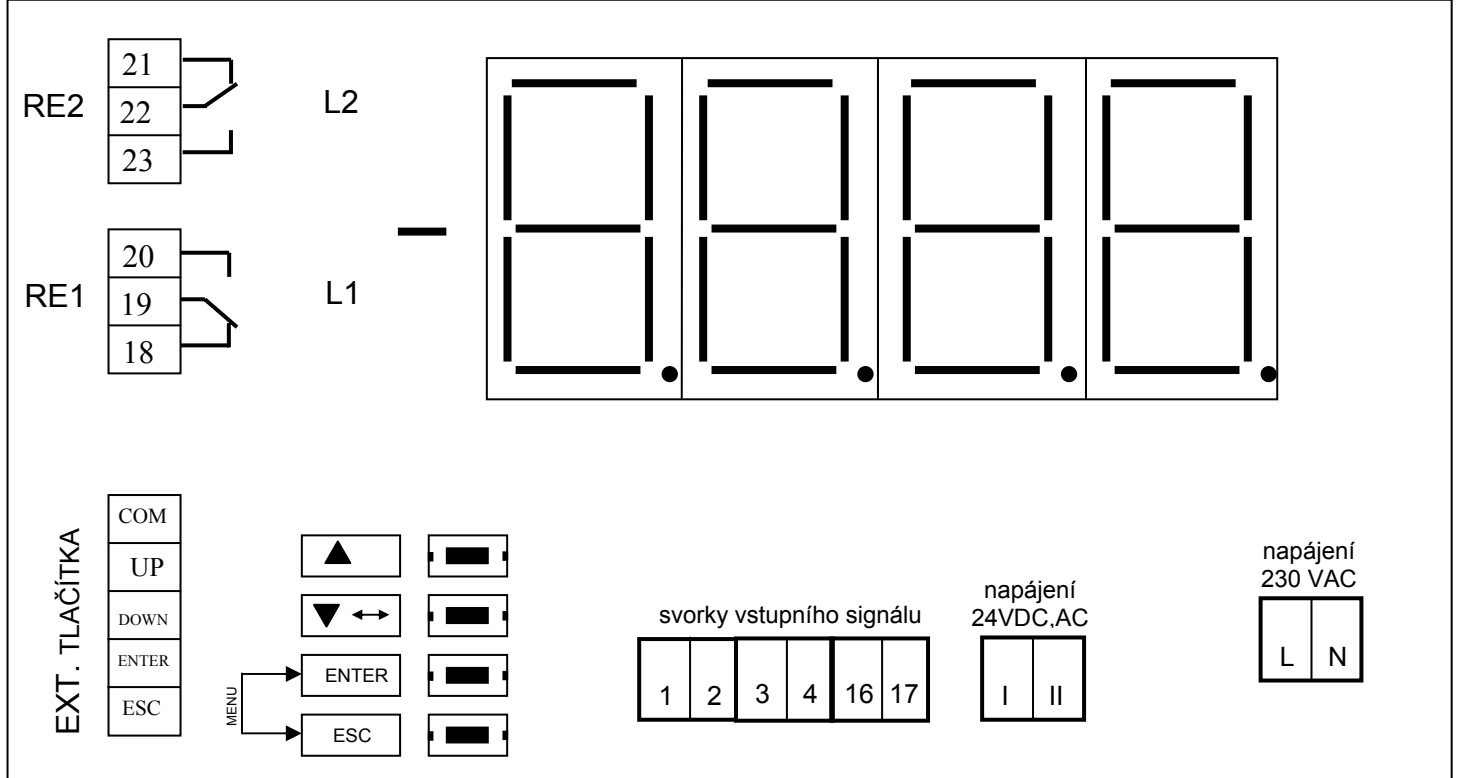 21
RE2
22
L2
23
20
RE1
19
L1
18
EXT. TLAČÍTKA
COM
UP
DOWN
ENTER
ESC
MENU
ENTER
ESC
svorky vstupního signálu
1 2 3 4 16 17
napájení
24VDC,AC
I II
napájení
230 VAC
L N